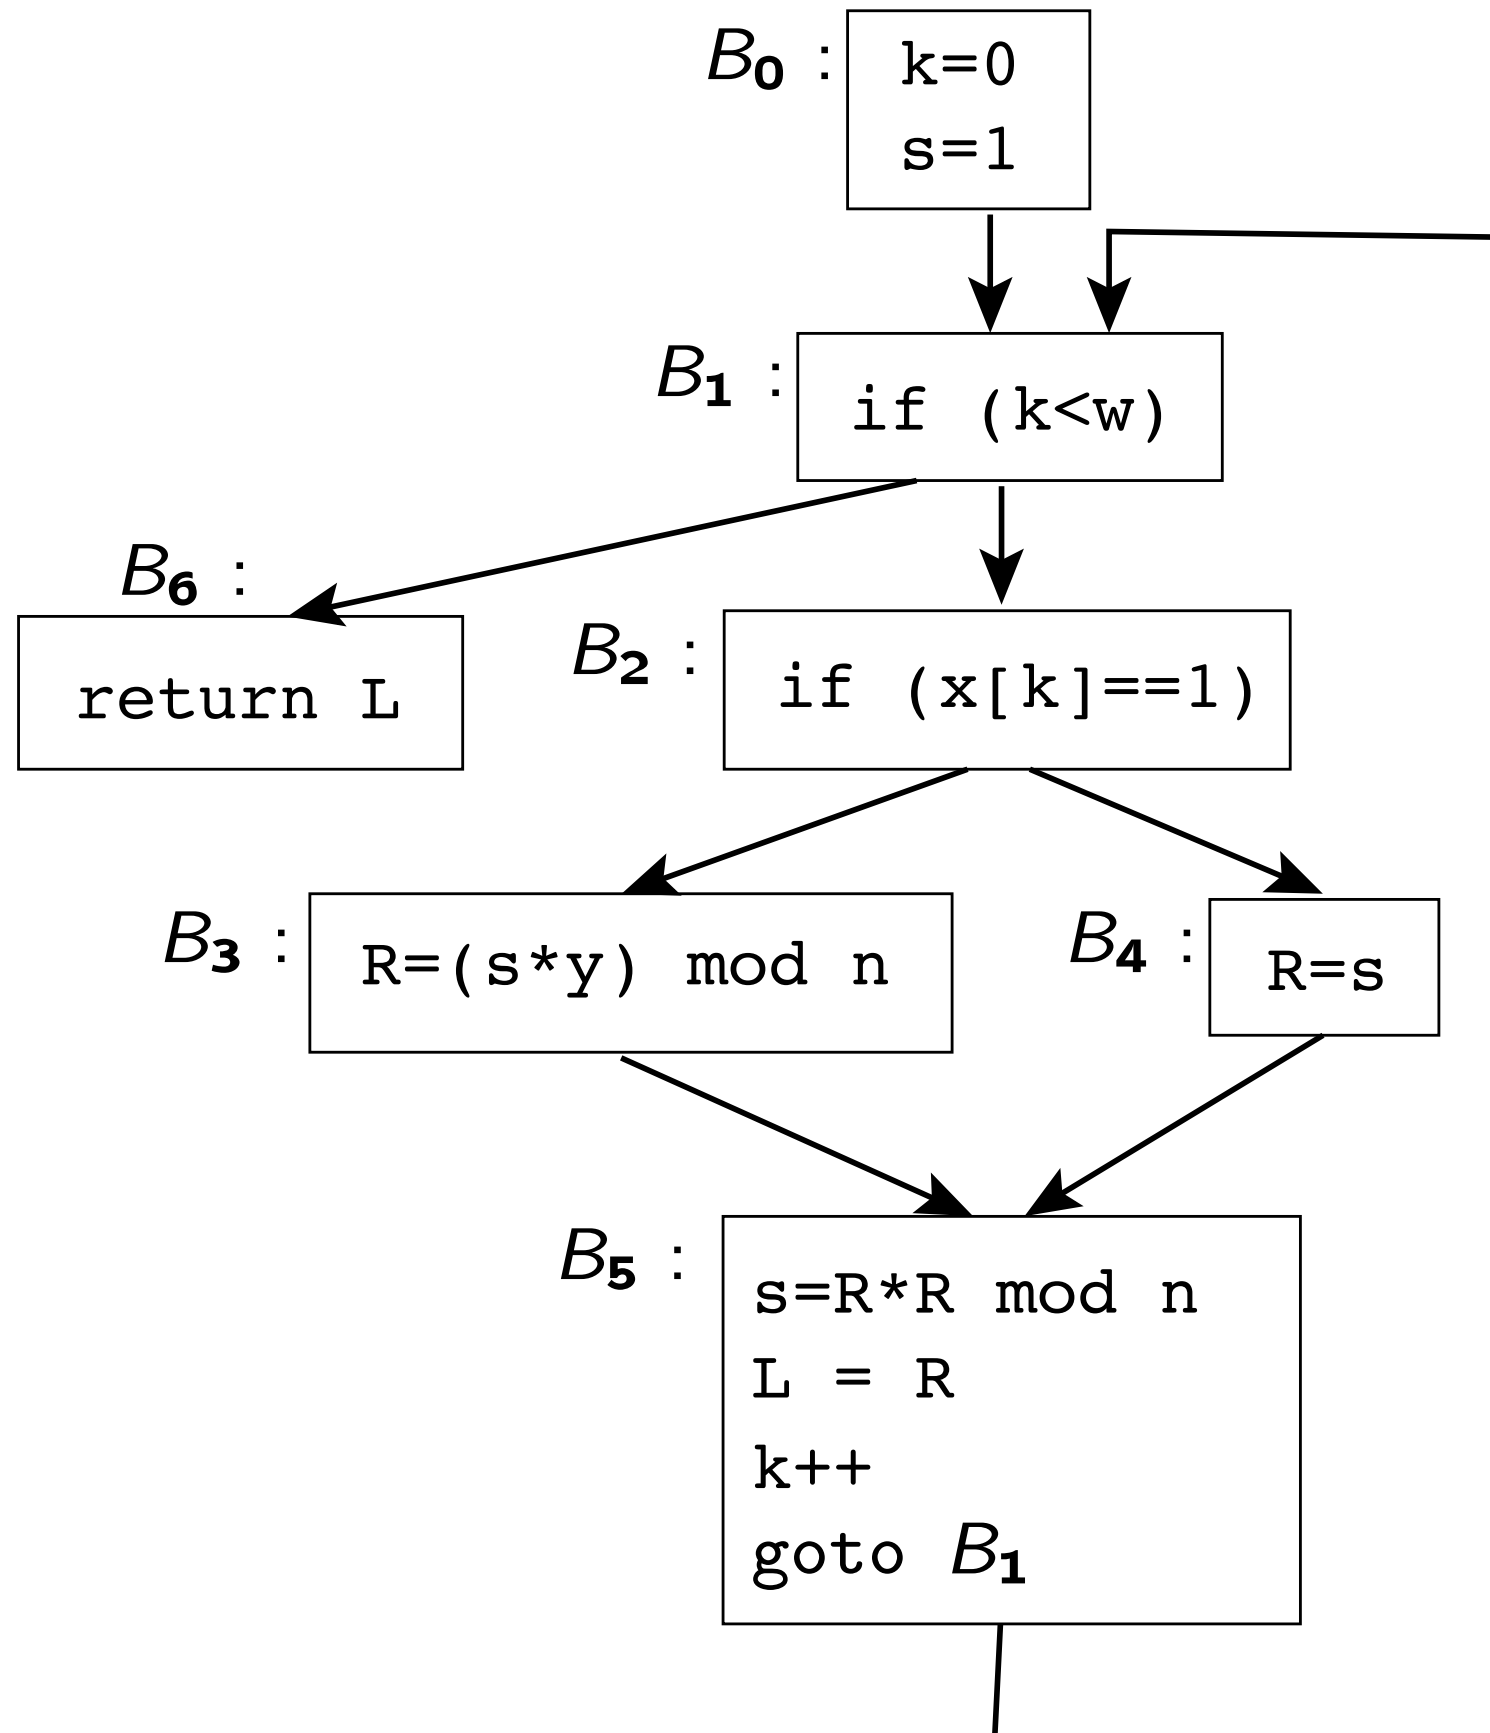 B0 :
k=0
s=1
B1 :
if (k<w)
B6 :
return L
B2 :
if (x[k]==1)
B3 :
R=(s*y) mod n
B4 :
R=s
B5 :
s=R*R mod n
L = R
k++
goto B1